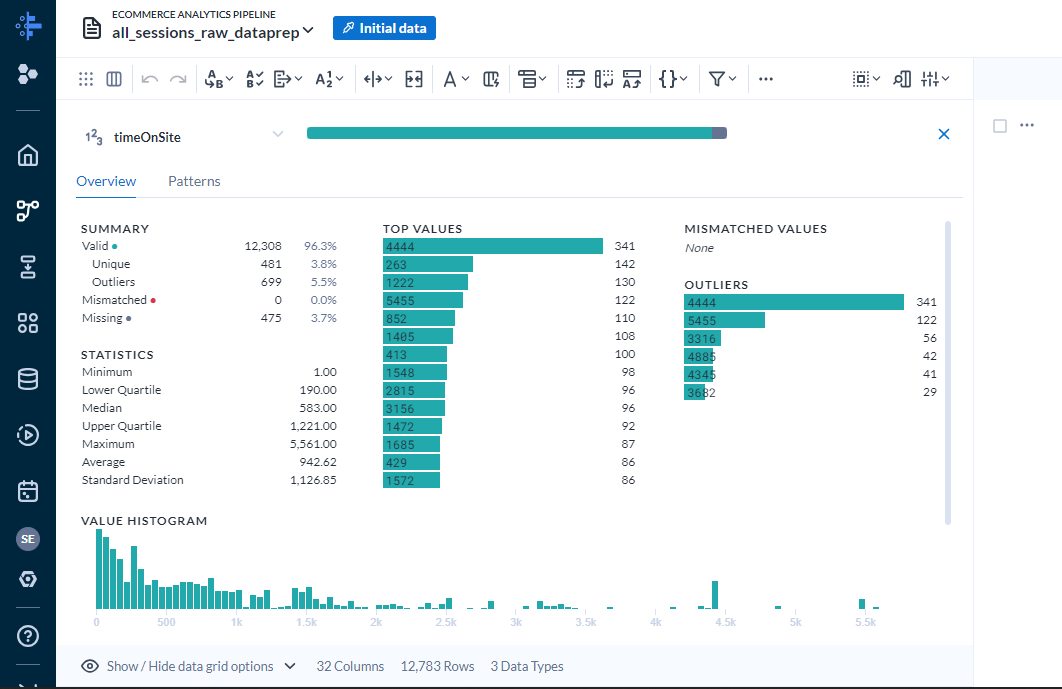 ECOMMERCE ANALYTICS PIPELINE
all_sessions_raw_dataprep
Initial data
timeOnSite
Overview Patterns
SUMMARY
Valid 12,308 96.3%
Unique 481 3.8%
Outliers 699 5.5%
Mismatched 0 0.0%
Missing 475 3.7%
STATISTICS
Minimum 1.00
Lower Quartile 190.00
Median 583.00
Upper Quartile 1,221.00
Maximum 5,561.00
Average 942.62
Standard Deviation 1,126.85
TOP VALUES
4444 341
263 142
1222 130
5455 122
852 110
1405 108
413 100
1548 98
2815 96
3156 96
1472 92
1685 87
429 86
1572 86
MISMATCHED VALUES
None
OUTLIERS
4444 341
5455 122
3316 56
4885 42
4345 41
3682 29
VALUE HISTOGRAM
0 500 1k 1.5k 2k 2.5k 3k 3.5k 4k 4.5k 5k 5.5k
SE
Show / Hide data grid options 32 Columns 12,783 Rows 3 Data Types